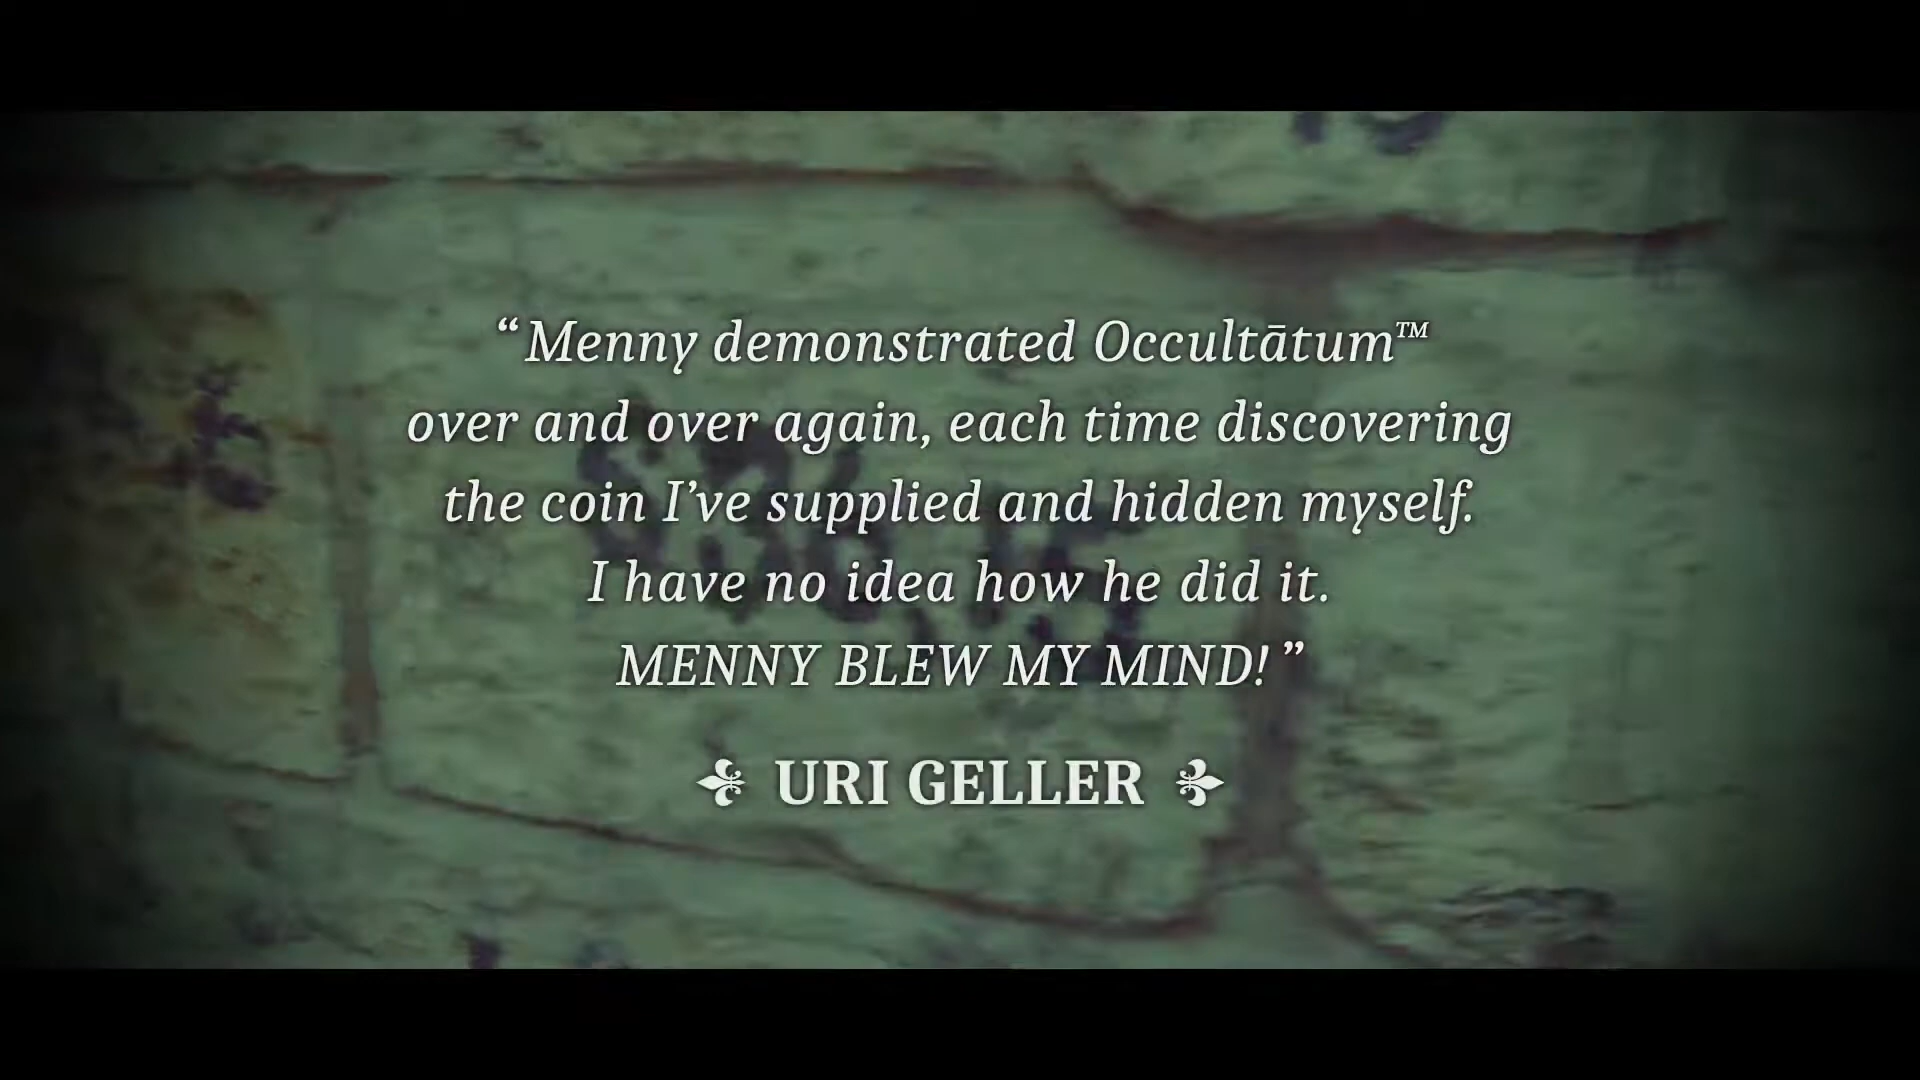 “Menny demonstrated Occultātum™
over and over again, each time discovering
the coin I’ve supplied and hidden myself.
I have no idea how he did it.
MENNY BLEW MY MIND!”
URI GELLER